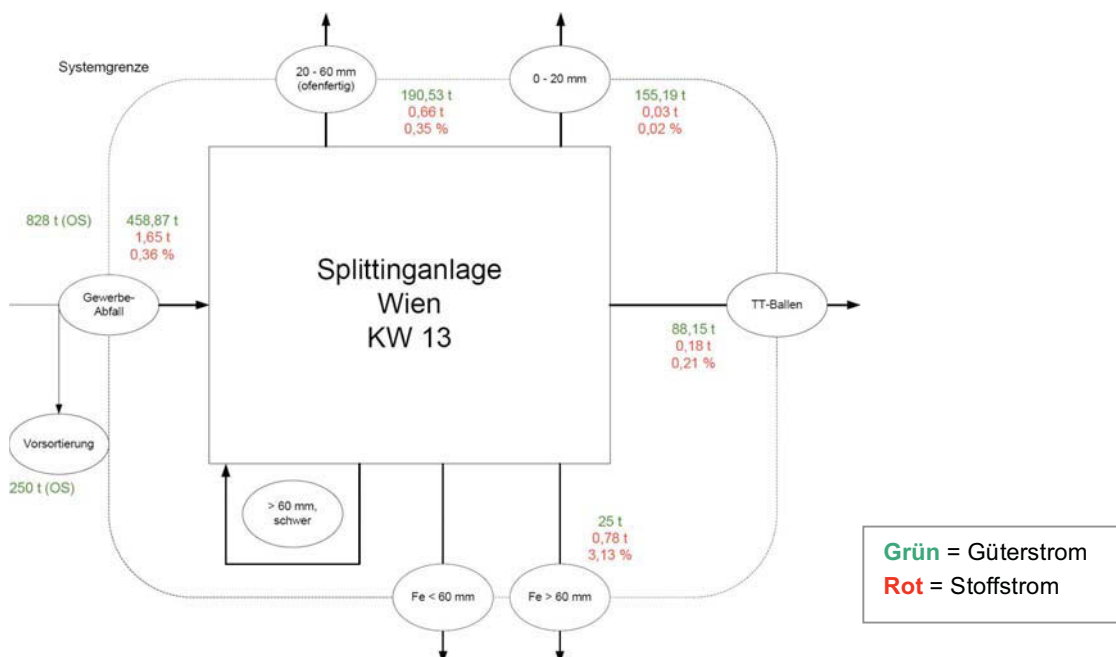 Systemgrenze
20 - 60 mm
(ofenfertig)
190,53 t
0,66 t
0,35 %
0 - 20 mm
155,19 t
0,03 t
0,02 %
828 t (OS)
458,87 t
1,65 t
0,36 %
Gewerbe-
Abfall
Splittinganlage
Wien
KW 13
TT-Ballen
88,15 t
0,18 t
0,21 %
Vorsortierung
250 t (OS)
> 60 mm,
schwer
25 t
0,78 t
3,13 %
Fe < 60 mm
Fe > 60 mm
Grün = Güterstrom
Rot = Stoffstrom